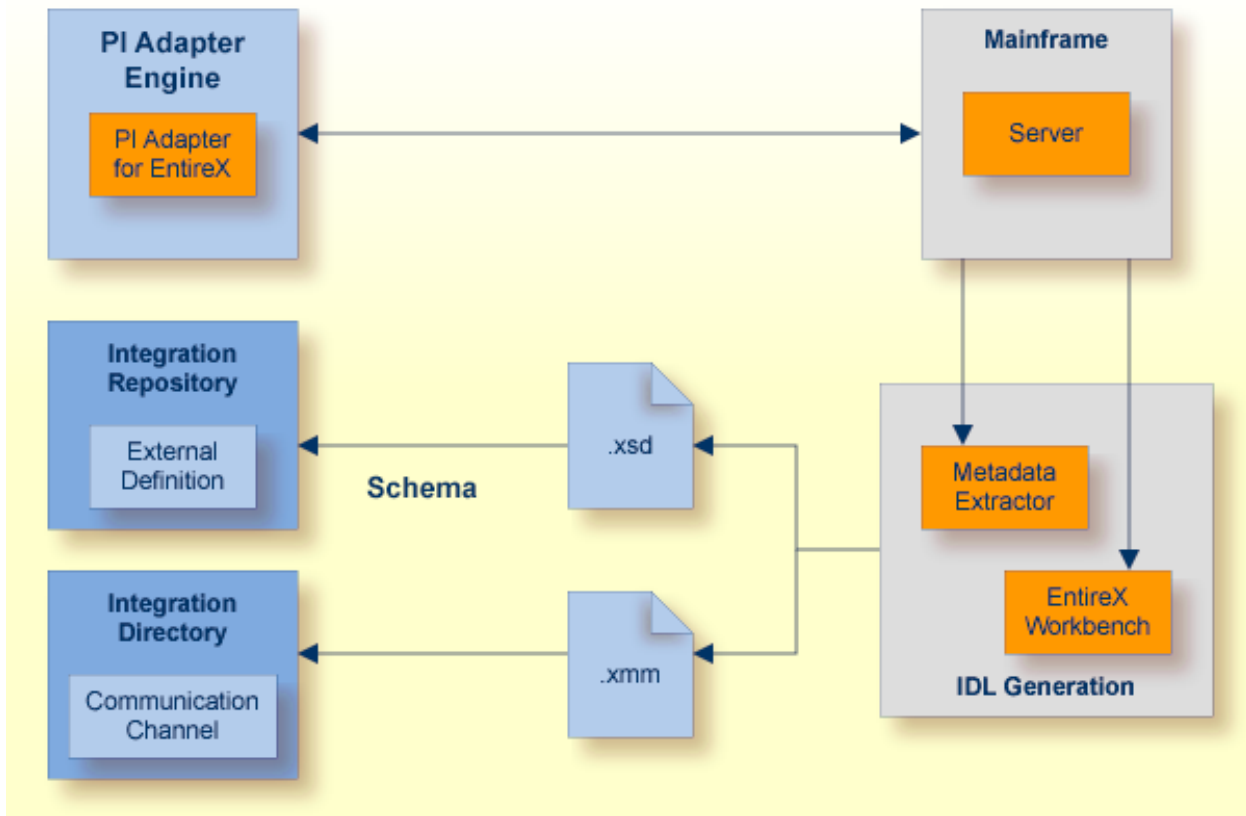 PI Adapter
Engine
PI Adapter
for EntireX
Mainframe
Server
Integration
Repository
External
Definition
Schema
.xsd
Metadada
Extractor
EntireX
Workbench
IDL Generation
Integration
Directory
Communication
Channel
.xmm